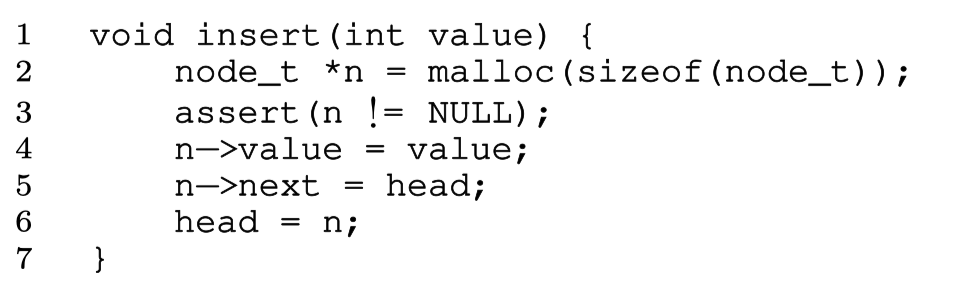 1 void insert(int value) {
2 node_t *n = malloc(sizeof(node_t));
3 assert(n != NULL);
4 n->value = value;
5 n->next = head;
6 head = n;
7 }